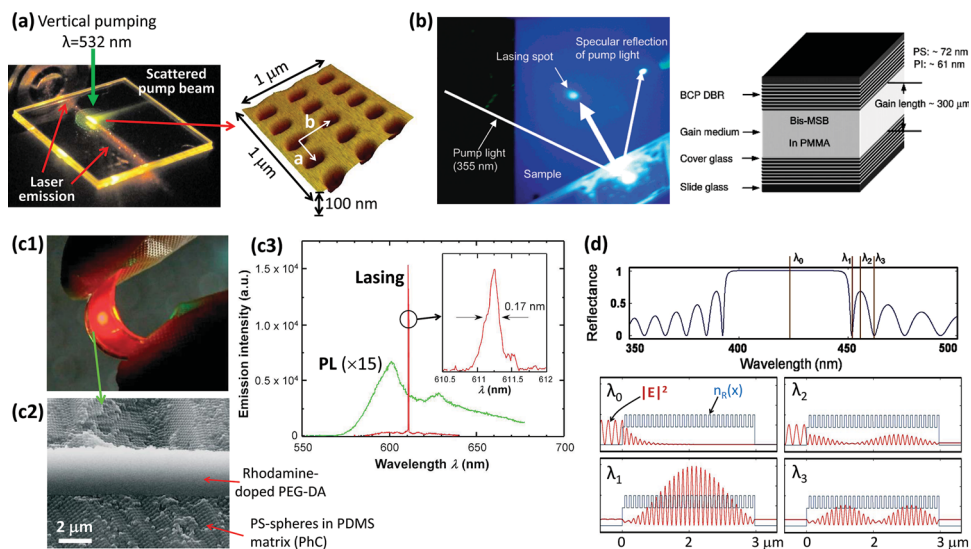 (a)
Vertical pumping
λ=532 nm
Scattered
pump beam
Laser
emission
1 μm
1 μm
b
a
100 nm
(b)
Lasing spot
Specular reflection
of pump light
Pump light
(355 nm)
Sample
PS: ~ 72 nm
PI: ~ 61 nm
BCP DBR
Gain length ~ 300 μm
Bis-MSB
Gain medium
In PMMA
Cover glass
Slide glass
(c1)
(c2)
Rhodamine-
doped PEG-DA
2 μm
PS-spheres in PDMS
matrix (PhC)
(c3)
Emission intensity (a.u.)
1.5 x 10⁴
1.0 x 10⁴
0.5 x 10⁴
0
550 600 650 700
Wavelength λ (nm)
Lasing
PL (×15)
0.17 nm
610.5 611 611.5 612
λ (nm)
(d)
λ₀ λ₁ λ₂ λ₃
Reflectance
1
0.5
0
350 400 450 500
Wavelength (nm)
λ₀ |E|² n_R(x)
λ₂
λ₁
λ₃
0 3 μm
0 3 μm